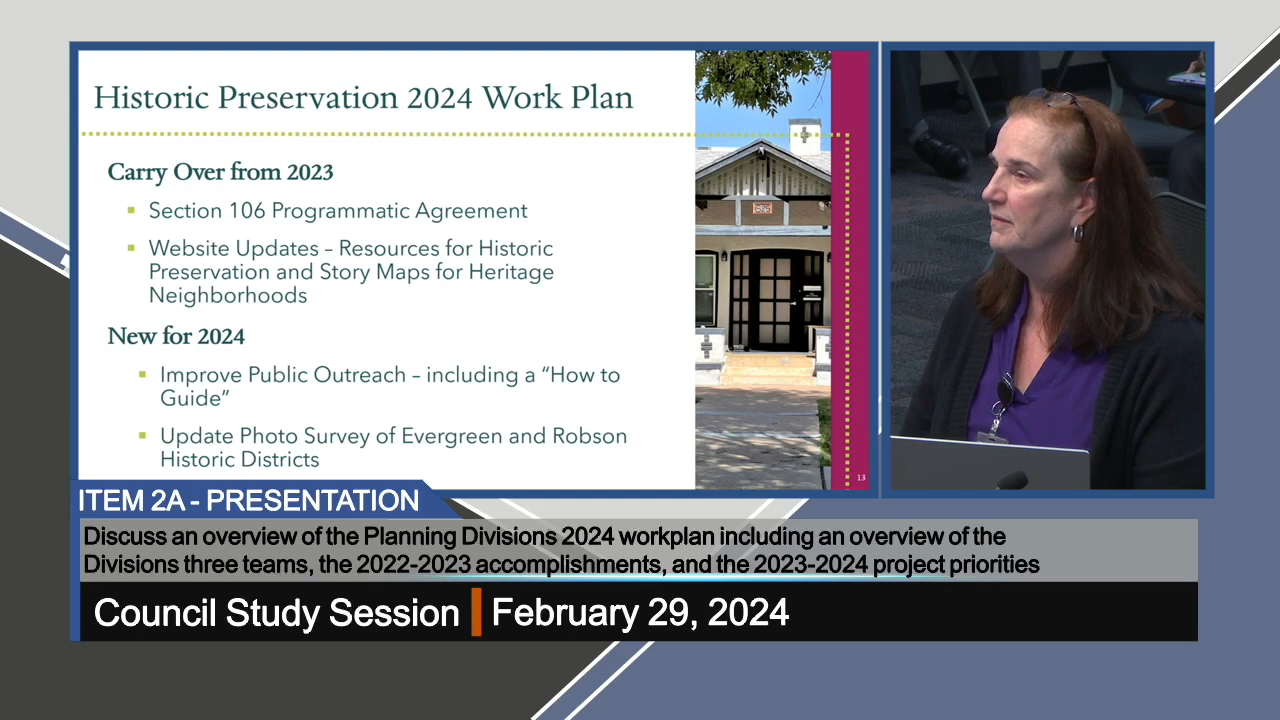 Historic Preservation 2024 Work Plan
Carry Over from 2023
Section 106 Programmatic Agreement
Website Updates – Resources for Historic
Preservation and Story Maps for Heritage
Neighborhoods
New for 2024
Improve Public Outreach – including a “How to
Guide”
Update Photo Survey of Evergreen and Robson
Historic Districts
13
ITEM 2A - PRESENTATION
Discuss an overview of the Planning Divisions 2024 workplan including an overview of the
Divisions three teams, the 2022-2023 accomplishments, and the 2023-2024 project priorities
Council Study Session
February 29, 2024